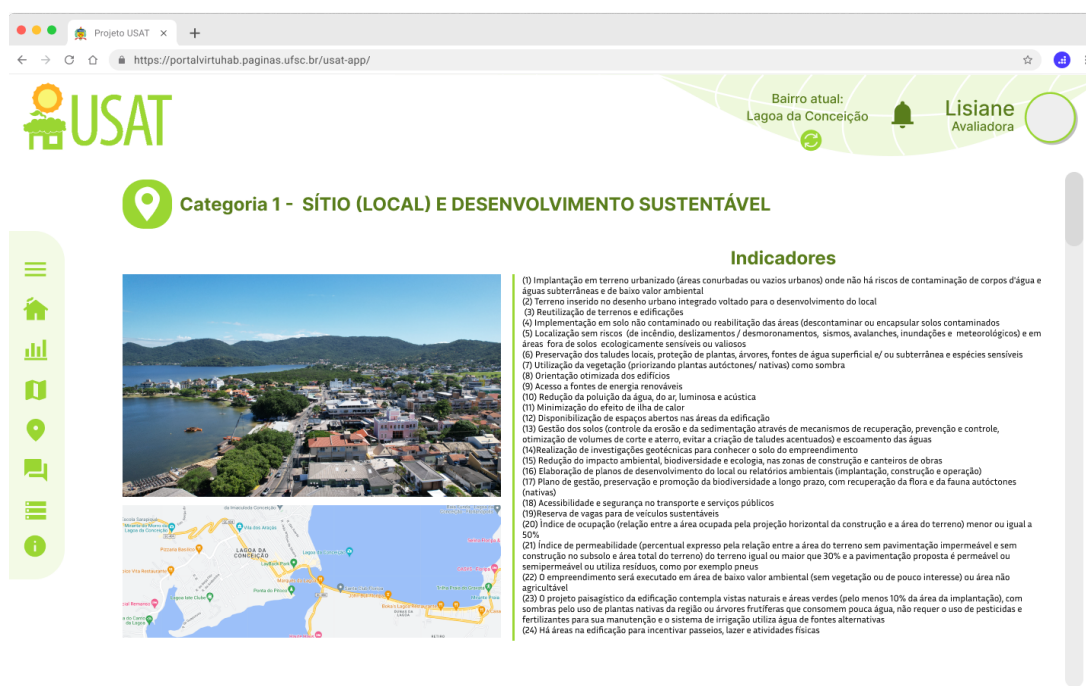 Projeto USAT
https://portalvirtuhab.paginas.ufsc.br/usat-app/
USAT
Bairro atual:
Lagoa da Conceição
Lisiane
Avaliadora
Categoria 1 - SÍTIO (LOCAL) E DESENVOLVIMENTO SUSTENTÁVEL
Indicadores
(1) Implantação em terreno urbanizado (áreas conurbadas ou vazios urbanos) onde não há riscos de contaminação de corpos d'água e
águas subterrâneas e de baixo valor ambiental
(2) Terreno inserido no desenho urbano integrado voltado para o desenvolvimento do local
(3) Reutilização de terrenos e edificações
(4) Implementação em solo não contaminado ou reabilitação das áreas (descontaminar ou encapsular solos contaminados
(5) Localização sem riscos (de incêndio, deslizamentos / desmoronamentos, sismos, avalanches, inundações e meteorológicos) e em
áreas fora de solos ecologicamente sensíveis ou valiosos
(6) Preservação dos taludes locais, proteção de plantas, árvores, fontes de água superficial e/ ou subterrânea e espécies sensíveis
(7) Utilização da vegetação (priorizando plantas autóctones/ nativas) como sombra
(8) Orientação otimizada dos edifícios
(9) Acesso a fontes de energia renováveis
(10) Redução da poluição da água, do ar, luminosa e acústica
(11) Minimização do efeito de ilha de calor
(12) Disponibilização de espaços abertos nas áreas da edificação
(13) Gestão dos solos (controle da erosão e da sedimentação através de mecanismos de recuperação, prevenção e controle,
otimização de volumes de corte e aterro, evitar a criação de taludes acentuados) e escoamento das águas
(14)Realização de investigações geotécnicas para conhecer o solo do empreendimento
(15) Redução do impacto ambiental, biodiversidade e ecologia, nas zonas de construção e canteiros de obras
(16) Elaboração de planos de desenvolvimento do local ou relatórios ambientais (implantação, construção e operação)
(17) Plano de gestão, preservação e promoção da biodiversidade a longo prazo, com recuperação da flora e da fauna autóctones
(nativas)
(18) Acessibilidade e segurança no transporte e serviços públicos
(19)Reserva de vagas para de veículos sustentáveis
(20) Índice de ocupação (relação entre a área ocupada pela projeção horizontal da construção e a área do terreno) menor ou igual a
50%
(21) Índice de permeabilidade (percentual expresso pela relação entre a área do terreno sem pavimentação impermeável e sem
construção no subsolo e área total do terreno) do terreno igual ou maior que 30% e a pavimentação proposta é permeável ou
semipermeável ou utiliza resíduos, como por exemplo pneus
(22) O empreendimento será executado em área de baixo valor ambiental (sem vegetação ou de pouco interesse) ou área não
agricultável
(23) O projeto paisagístico da edificação contempla vistas naturais e áreas verdes (pelo menos 10% da área da implantação), com
sombras pelo uso de plantas nativas da região ou árvores frutíferas que consomem pouca água, não requer o uso de pesticidas e
fertilizantes para sua manutenção e o sistema de irrigação utiliza água de fontes alternativas
(24) Há áreas na edificação para incentivar passeios, lazer e atividades físicas
Vila dos Araçás
LAGOA DA
CONCEIÇÃO
Ponta do Pitoco